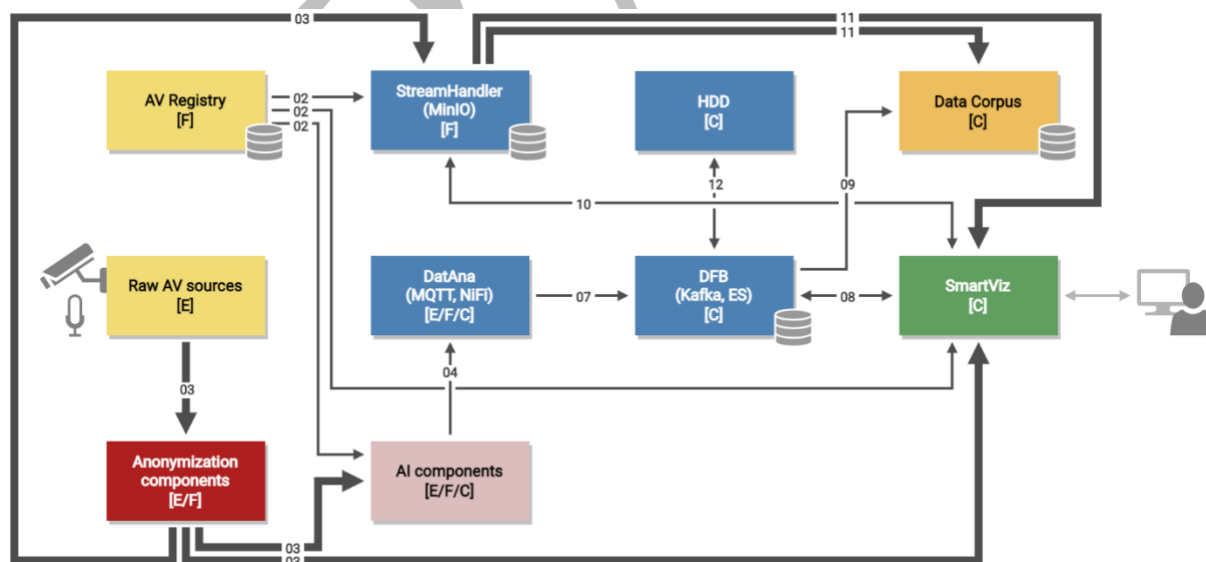 03
11
11
AV Registry
[F]
02
02
02
StreamHandler
(MinIO)
[F]
HDD
[C]
Data Corpus
[C]
12
09
10
Raw AV sources
[E]
DatAna
(MQTT, NiFi)
[E/F/C]
07
DFB
(Kafka, ES)
[C]
08
SmartViz
[C]
03
04
Anonymization
components
[E/F]
AI components
[E/F/C]
03
03